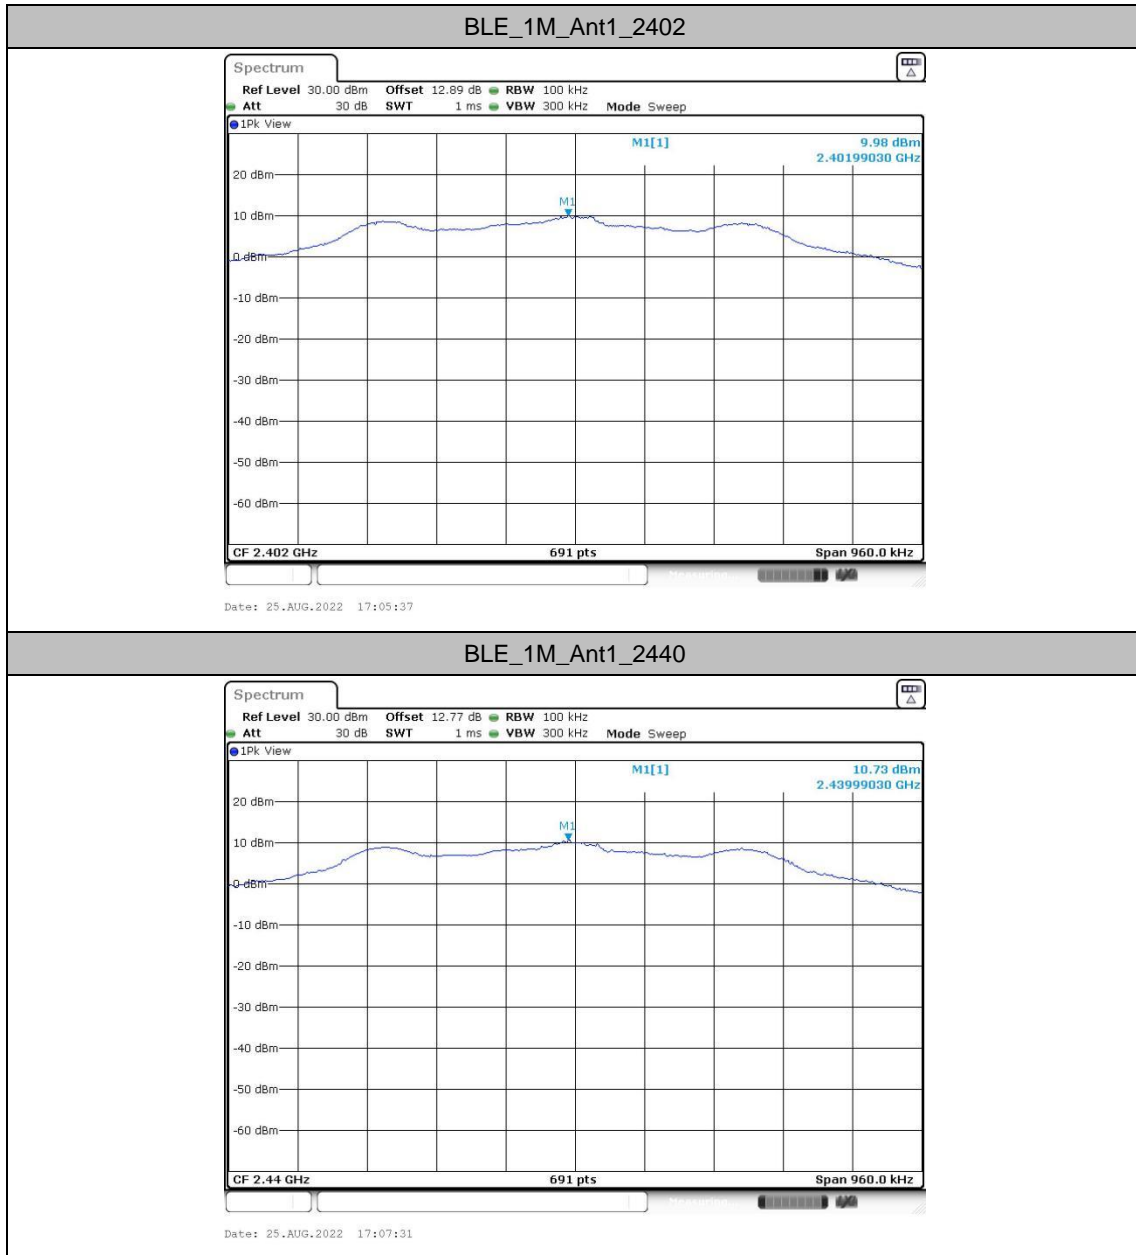 BLE_1M_Ant1_2402
Spectrum
Ref Level 30.00 dBm Offset 12.89 dB RBW 100 kHz
Att 30 dB SWT 1 ms VBW 300 kHz Mode Sweep
1Pk View
M1[1] 9.98 dBm
2.40199030 GHz
20 dBm
M1
10 dBm
0 dBm
-10 dBm
-20 dBm
-30 dBm
-40 dBm
-50 dBm
-60 dBm
CF 2.402 GHz 691 pts Span 960.0 kHz
Measuring
Date: 25.AUG.2022 17:05:37
BLE_1M_Ant1_2440
Spectrum
Ref Level 30.00 dBm Offset 12.77 dB RBW 100 kHz
Att 30 dB SWT 1 ms VBW 300 kHz Mode Sweep
1Pk View
M1[1] 10.73 dBm
2.43999030 GHz
20 dBm
M1
10 dBm
0 dBm
-10 dBm
-20 dBm
-30 dBm
-40 dBm
-50 dBm
-60 dBm
CF 2.44 GHz 691 pts Span 960.0 kHz
Measuring
Date: 25.AUG.2022 17:07:31